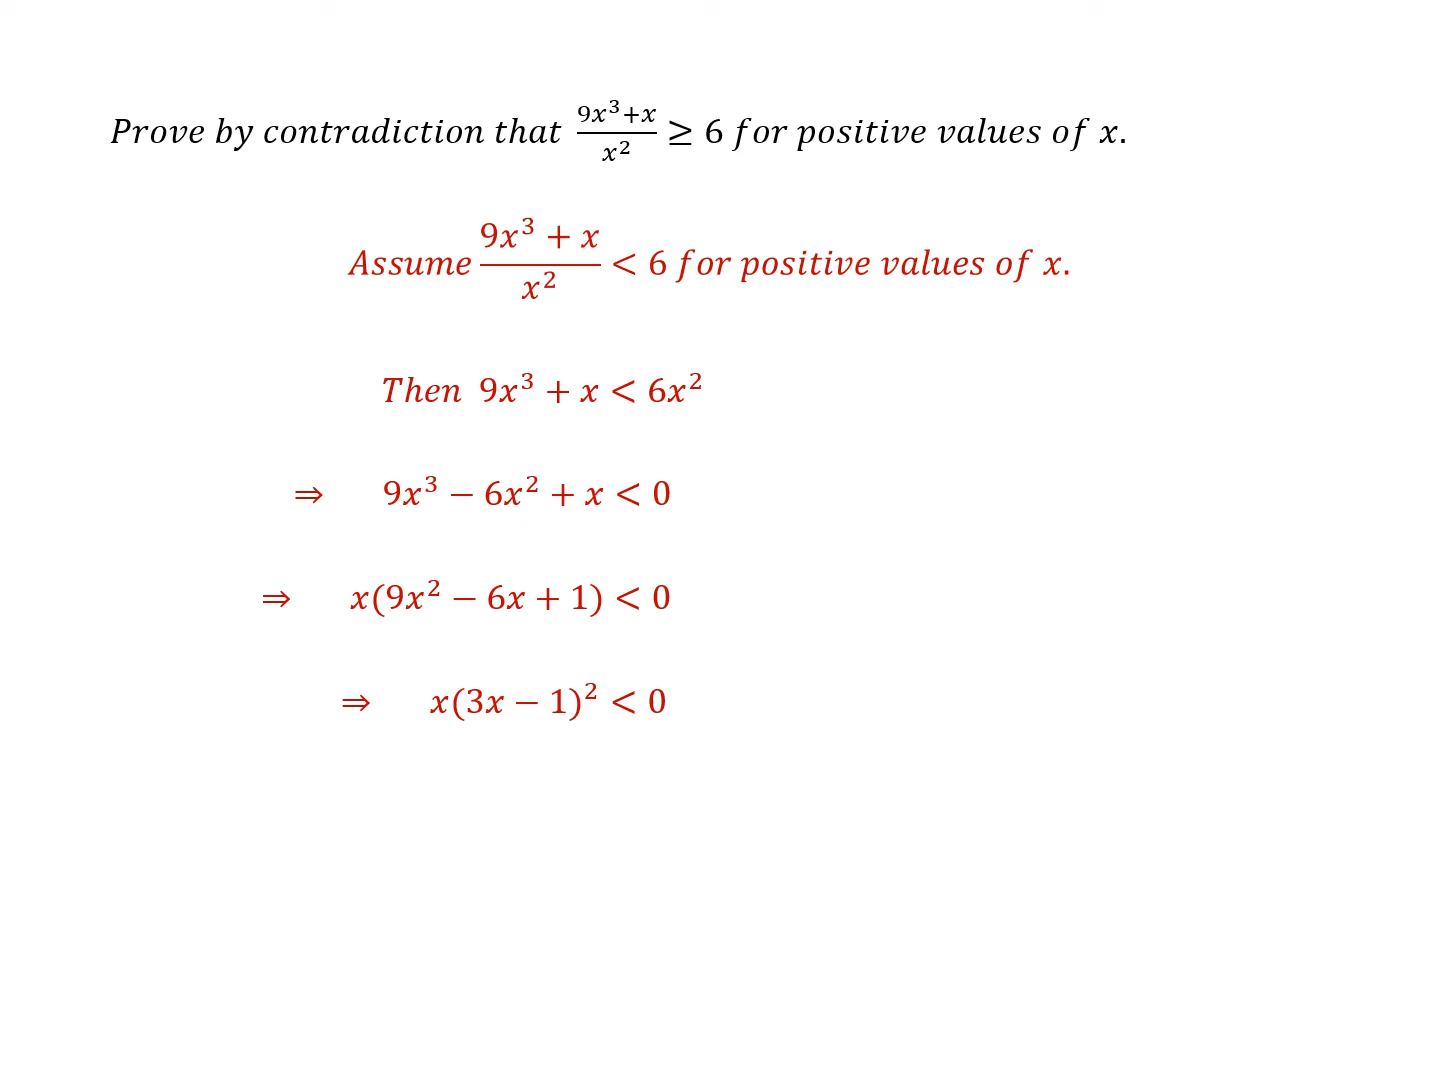 Prove by contradiction that (9x³+x)/x² ≥ 6 for positive values of x.
Assume (9x³ + x)/x² < 6 for positive values of x.
Then 9x³ + x < 6x²
⇒ 9x³ − 6x² + x < 0
⇒ x(9x² − 6x + 1) < 0
⇒ x(3x − 1)² < 0